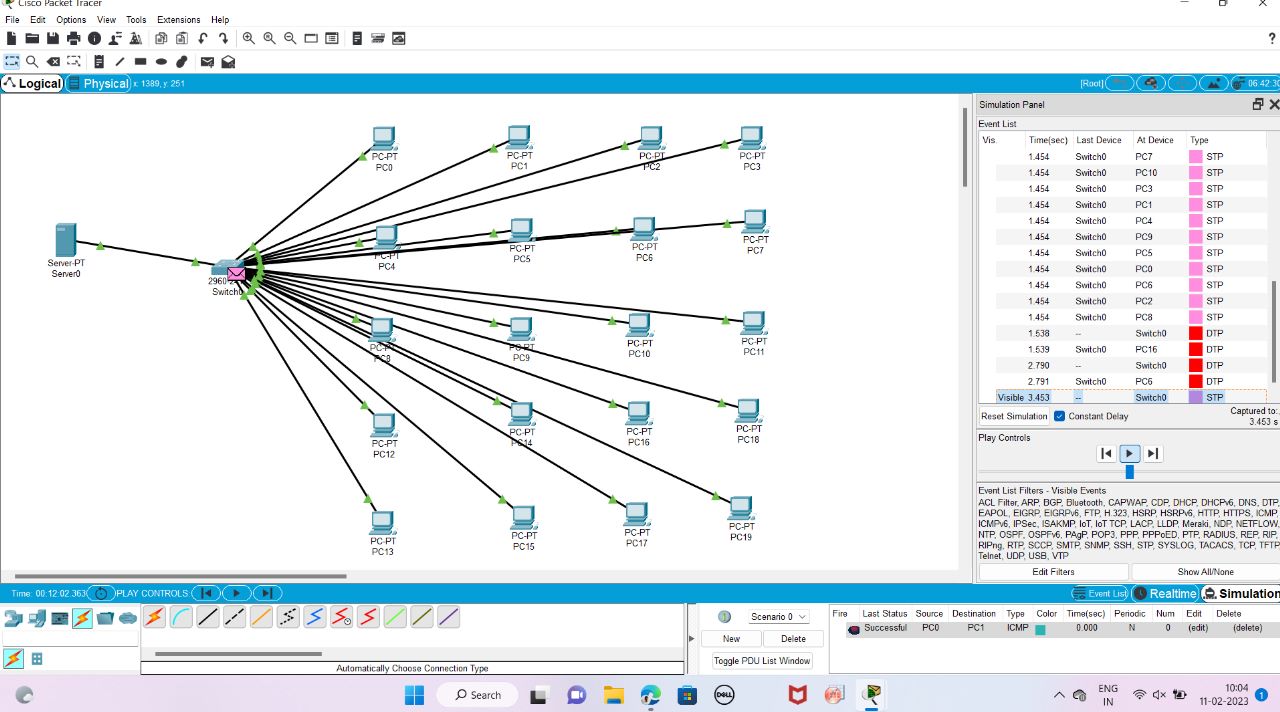 Cisco Packet Tracer
File Edit Options View Tools Extensions Help
?
Logical Physical x: 1389, y: 251 [Root] 06:42:30
Simulation Panel
Event List
Vis. Time(sec) Last Device At Device Type
1.454 Switch0 PC7 STP
1.454 Switch0 PC10 STP
1.454 Switch0 PC3 STP
1.454 Switch0 PC1 STP
1.454 Switch0 PC4 STP
1.454 Switch0 PC9 STP
1.454 Switch0 PC5 STP
1.454 Switch0 PC0 STP
1.454 Switch0 PC6 STP
1.454 Switch0 PC2 STP
1.454 Switch0 PC8 STP
1.538 -- Switch0 DTP
1.539 Switch0 PC16 DTP
2.790 -- Switch0 DTP
2.791 Switch0 PC6 DTP
Visible 3.453 -- Switch0 STP
Reset Simulation Constant Delay Captured to:
3.453 s
Play Controls
Event List Filters - Visible Events
ACL Filter, ARP, BGP, Bluetooth, CAPWAP, CDP, DHCP, DHCPv6, DNS, DTP,
EAPOL, EIGRP, EIGRPv6, FTP, H.323, HSRP, HSRPv6, HTTP, HTTPS, ICMP,
ICMPv6, IPSec, ISAKMP, IoT, IoT TCP, LACP, LLDP, Meraki, NDP, NETFLOW,
NTP, OSPF, OSPFv6, PAgP, POP3, PPP, PPPoED, PTP, RADIUS, REP, RIP,
RIPng, RTP, SCCP, SMTP, SNMP, SSH, STP, SYSLOG, TACACS, TCP, TFTP,
Telnet, UDP, USB, VTP
Edit Filters Show All/None
PC-PT
PC0
PC-PT
PC1
PC-PT
PC2
PC-PT
PC3
Server-PT
Server0
Switch0
PC-PT
PC4
PC-PT
PC5
PC-PT
PC6
PC-PT
PC7
PC-PT
PC8
PC-PT
PC9
PC-PT
PC10
PC-PT
PC11
PC-PT
PC12
PC-PT
PC14
PC-PT
PC16
PC-PT
PC18
PC-PT
PC13
PC-PT
PC15
PC-PT
PC17
PC-PT
PC19
Time: 00:12:02.363 PLAY CONTROLS: Event List Realtime Simulation
Automatically Choose Connection Type
Scenario 0
New Delete
Toggle PDU List Window
Fire Last Status Source Destination Type Color Time(sec) Periodic Num Edit Delete
Successful PC0 PC1 ICMP 0.000 N 0 (edit) (delete)
Search
DELL
ENG
IN
10:04
11-02-2023
1